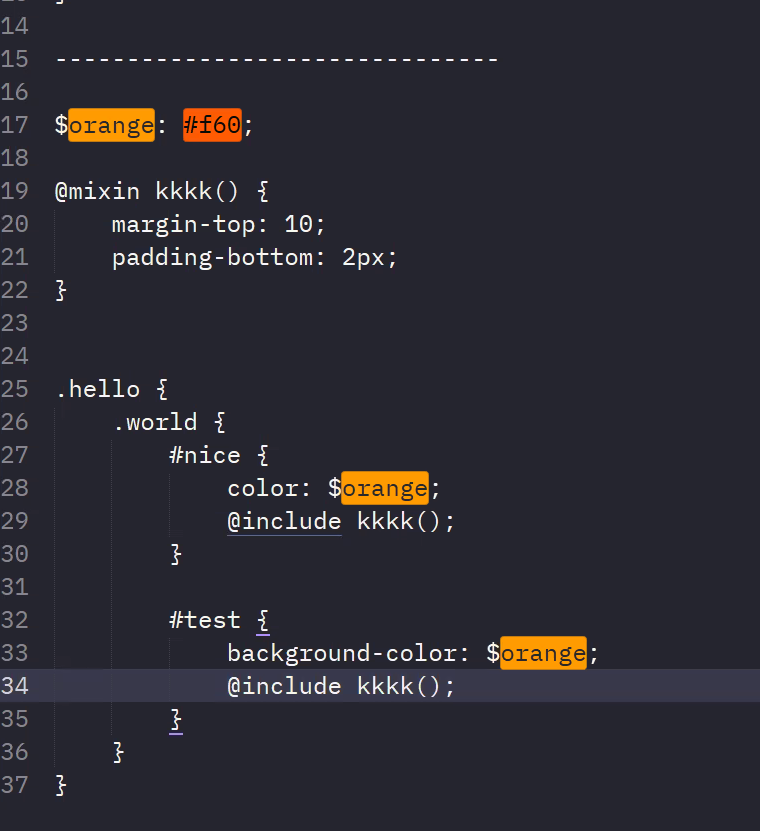 14
15 -------------------------------
16
17 $orange: #f60;
18
19 @mixin kkkk() {
20     margin-top: 10;
21     padding-bottom: 2px;
22 }
23
24
25 .hello {
26     .world {
27         #nice {
28             color: $orange;
29             @include kkkk();
30         }
31
32         #test {
33             background-color: $orange;
34             @include kkkk();
35         }
36     }
37 }